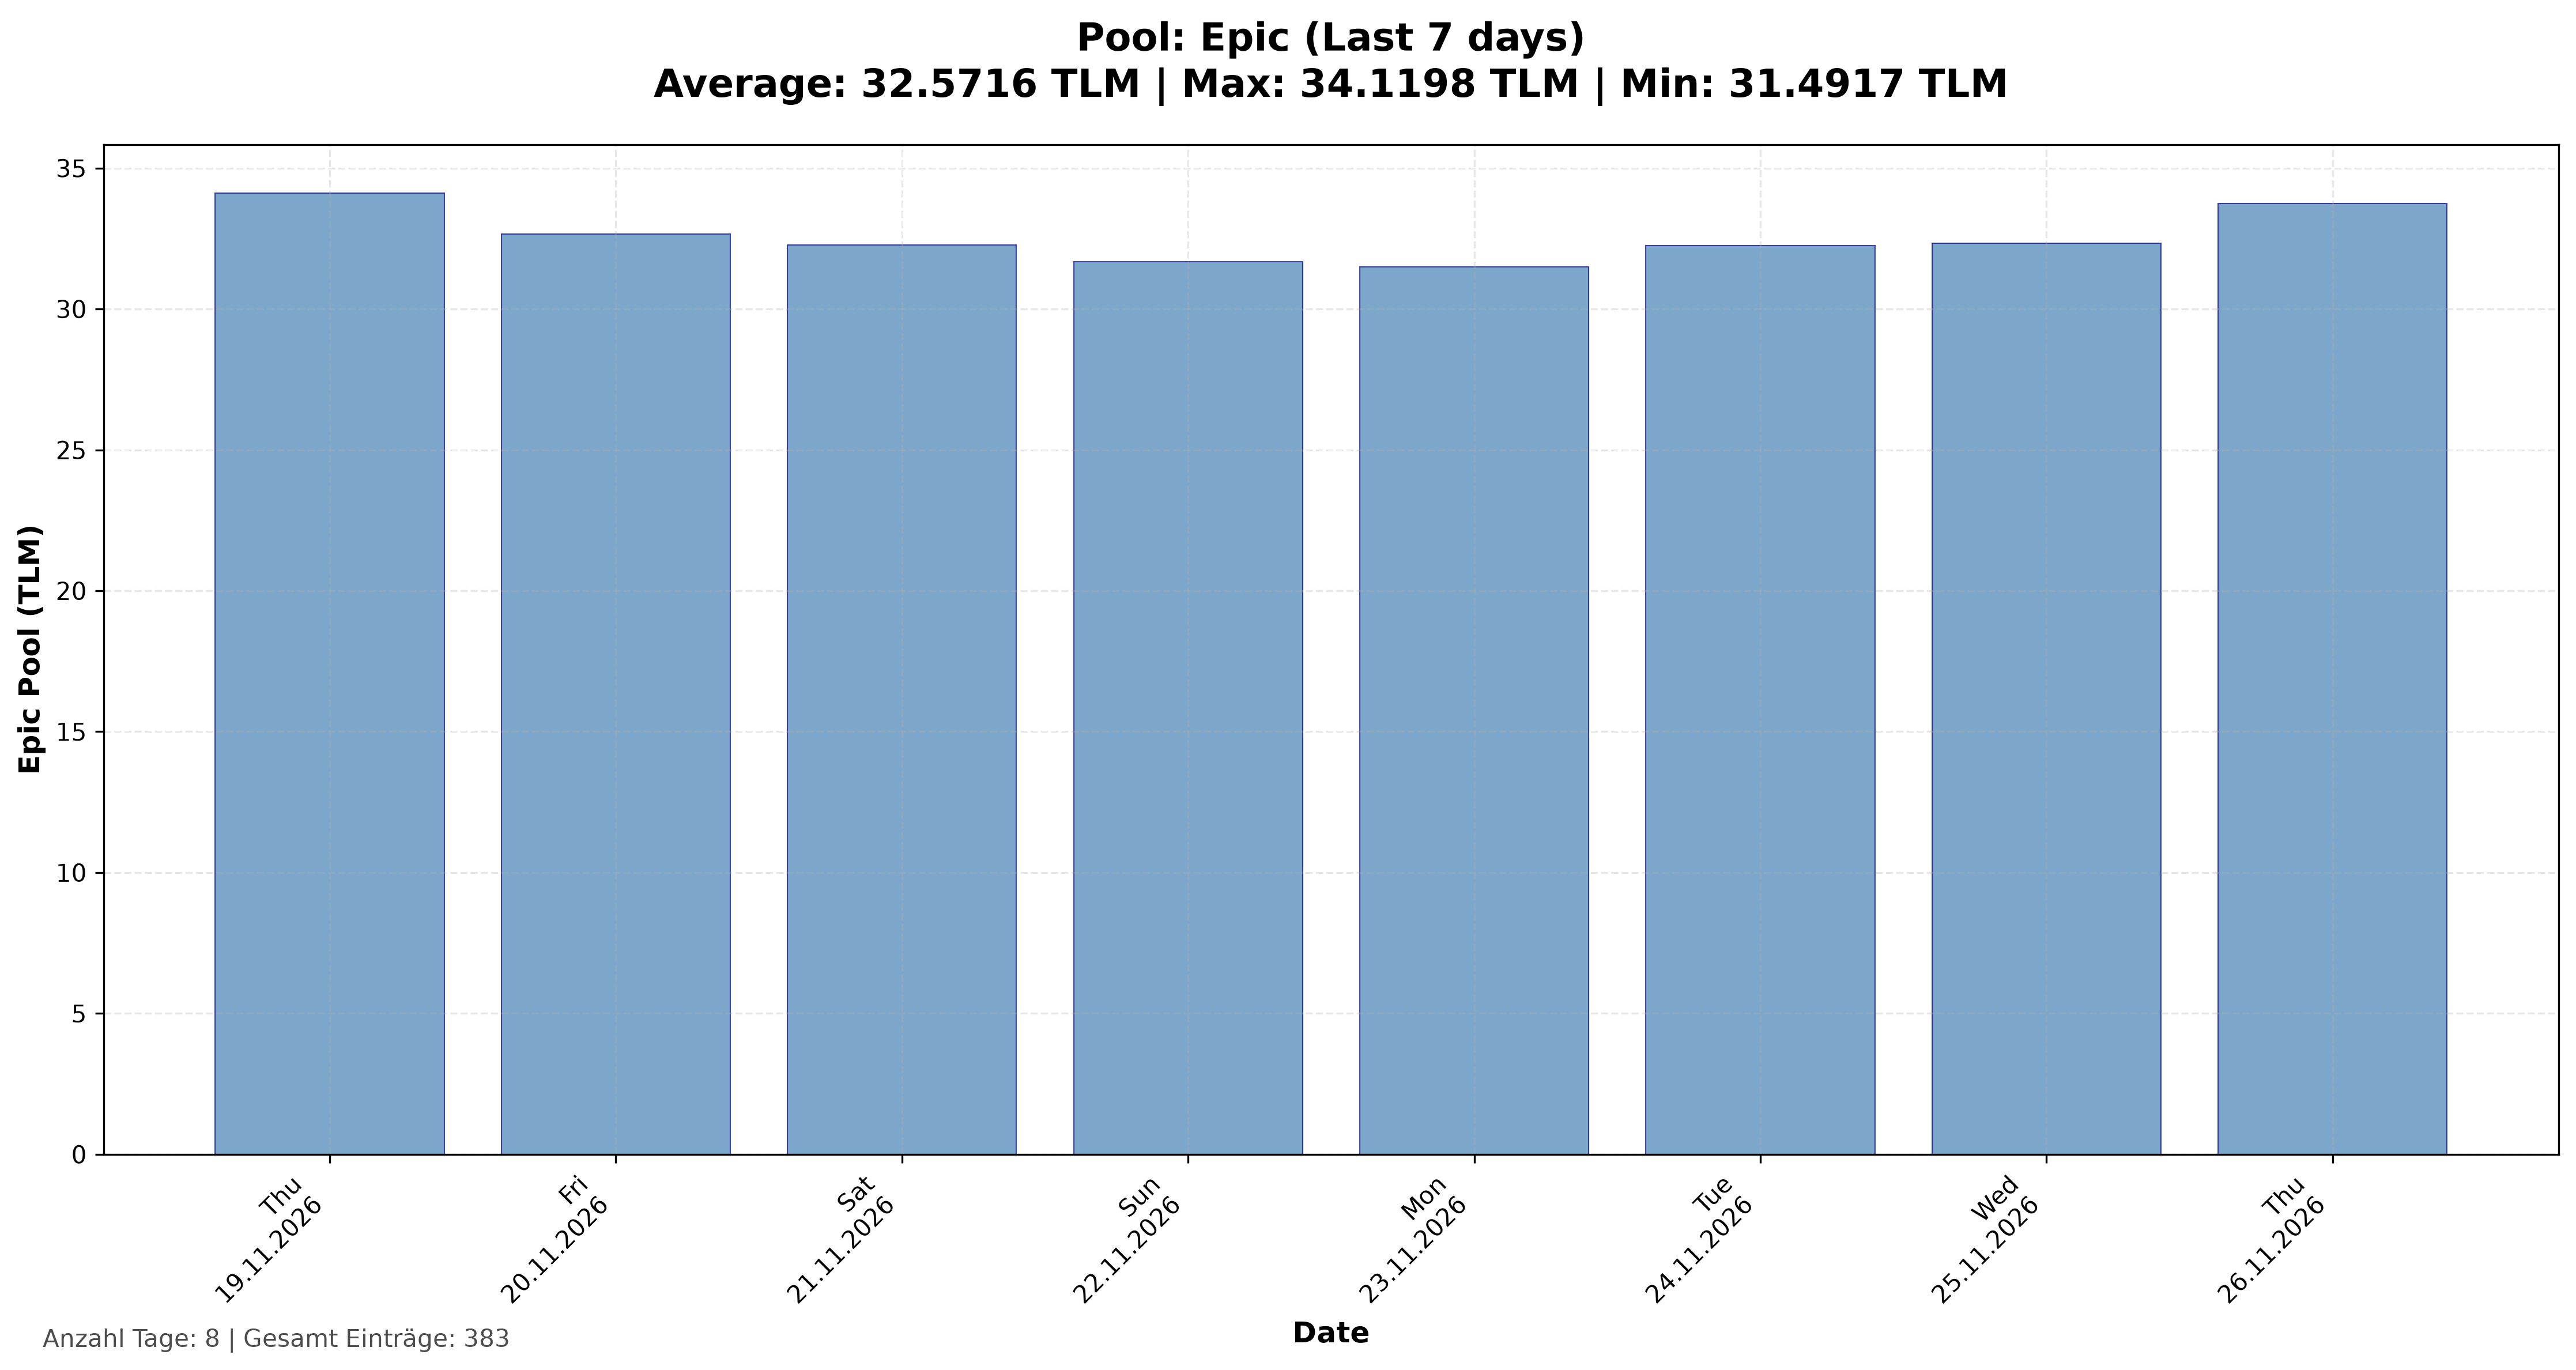 Pool: Epic (Last 7 days)
Average: 32.5716 TLM | Max: 34.1198 TLM | Min: 31.4917 TLM
Epic Pool (TLM)
35
30
25
20
15
10
5
0
Thu
19.11.2026
Fri
20.11.2026
Sat
21.11.2026
Sun
22.11.2026
Mon
23.11.2026
Tue
24.11.2026
Wed
25.11.2026
Thu
26.11.2026
Date
Anzahl Tage: 8 | Gesamt Einträge: 383